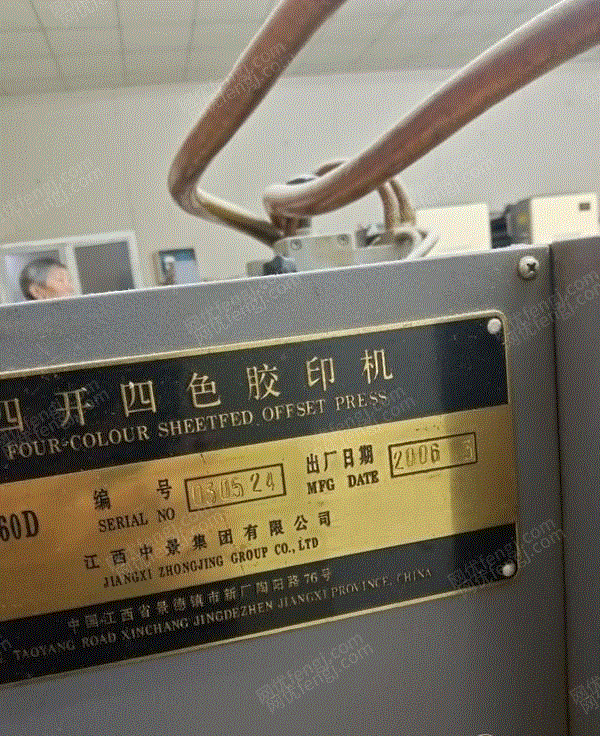 四开四色胶印机
FOUR-COLOUR SHEETFED OFFSET PRESS
60D
编 号 030524 出厂日期 2006 3
SERIAL NO MFG DATE
江西中景集团有限公司
JIANGXI ZHONGJING GROUP CO.,LTD
中国·江西省景德镇市新厂陶阳路76号
TAOYANG ROAD XINCHANG JINGDEZHEN JIANGXI PROVINCE, CHINA